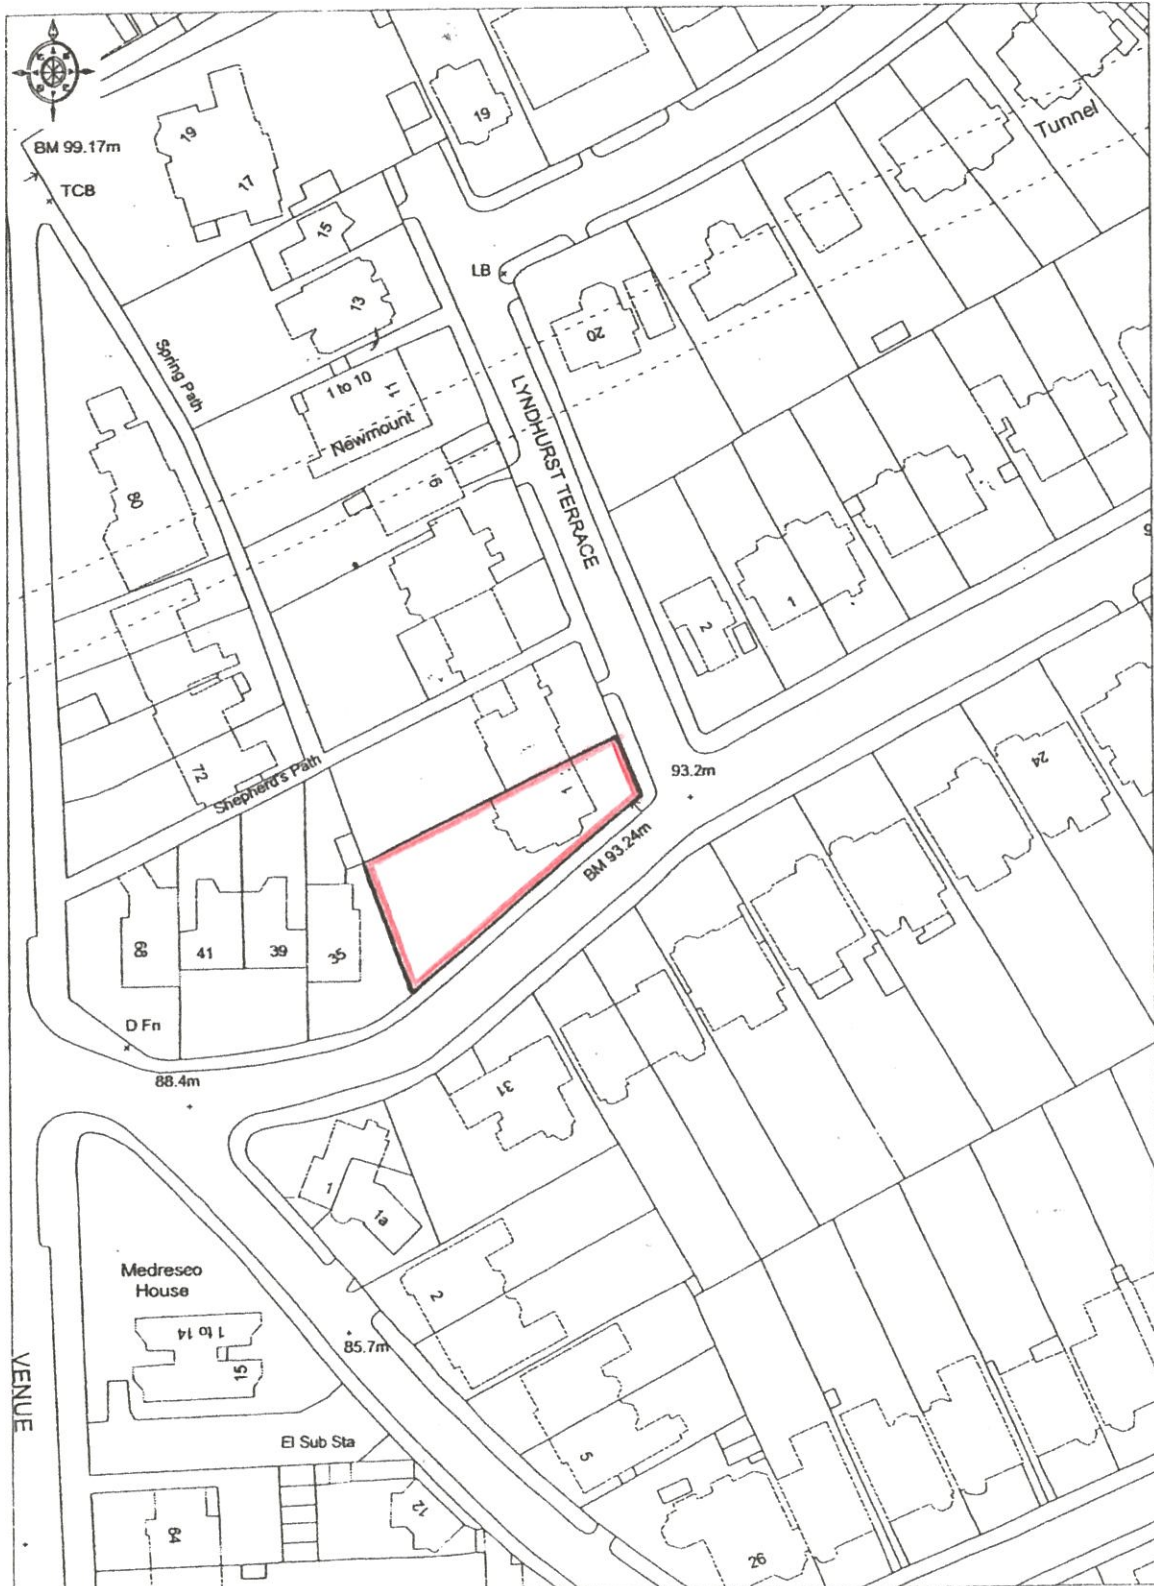 19
BM 99.17m
TCB
19
17
15
LB
13
Tunnel
20
Spring Path
1 to 10
11
Newmount
LYNDHURST TERRACE
80
9
2
1
72
Shepherd's Path
93.2m
24
1
BM 93.24m
68
41
39
35
D Fn
88.4m
31
1
1a
Medresco
House
2
1 to 14
15
85.7m
VENUE
El Sub Sta
5
12
64
26